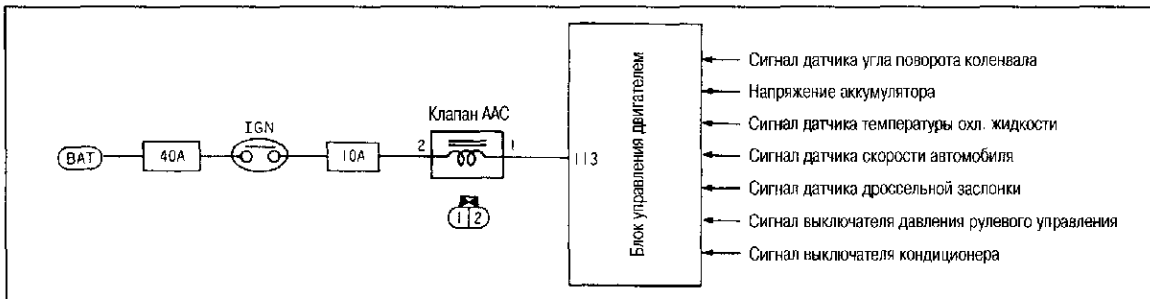 Сигнал датчика угла поворота коленвала
Напряжение аккумулятора
Клапан AAC
IGN
Сигнал датчика температуры охл. жидкости
BAT
40A
10A
2
1
113
Блок управления двигателем
Сигнал датчика скорости автомобиля
Сигнал датчика дроссельной заслонки
1 2
Сигнал выключателя давления рулевого управления
Сигнал выключателя кондиционера